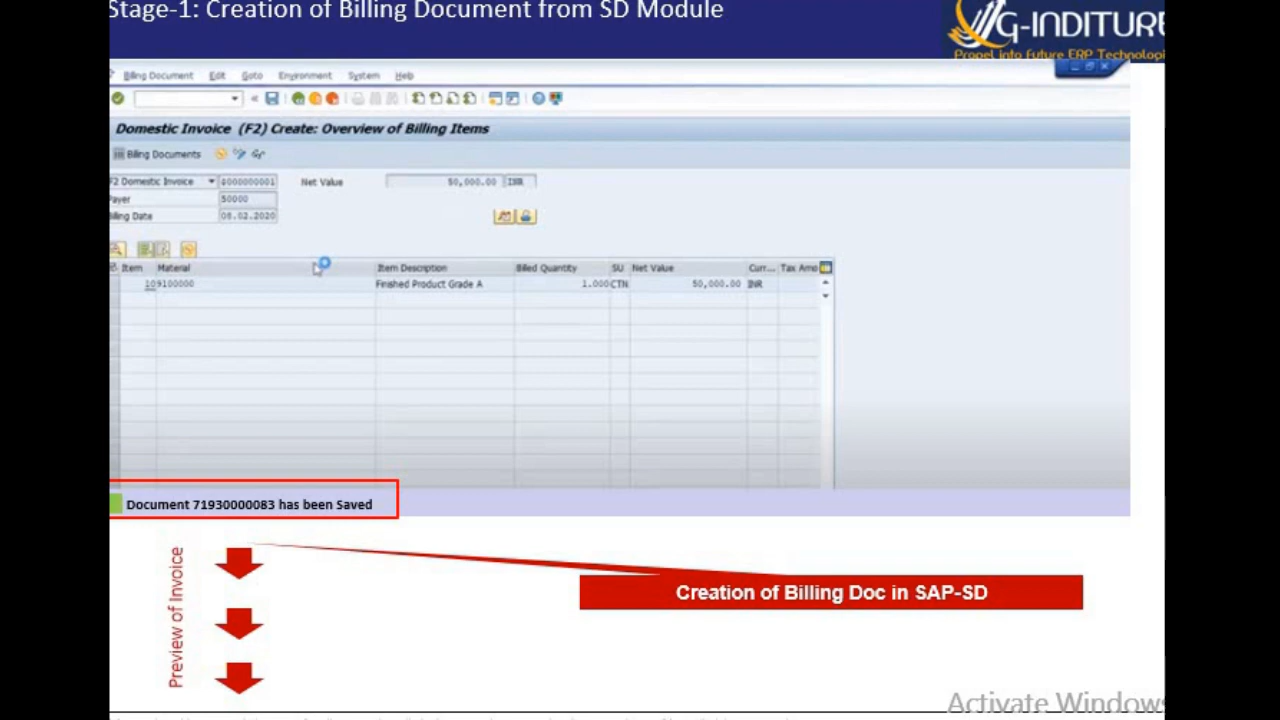 Stage-1: Creation of Billing Document from SD Module
G-INDITURE
Propel into Future ERP Technologi
Billing Document Edit Goto Environment System Help
Domestic Invoice (F2) Create: Overview of Billing Items
Billing Documents
F2 Domestic Invoice Net Value 50,000.00 INR
Payer 50000
Billing Date 08.02.2020
Item Material Item Description Billed Quantity SU Net Value Curr... Tax Amo
10 9100000 Finished Product Grade A 1.000 CTN 50,000.00 INR
Document 71930000083 has been Saved
Preview of Invoice
Creation of Billing Doc in SAP-SD
Activate Windows